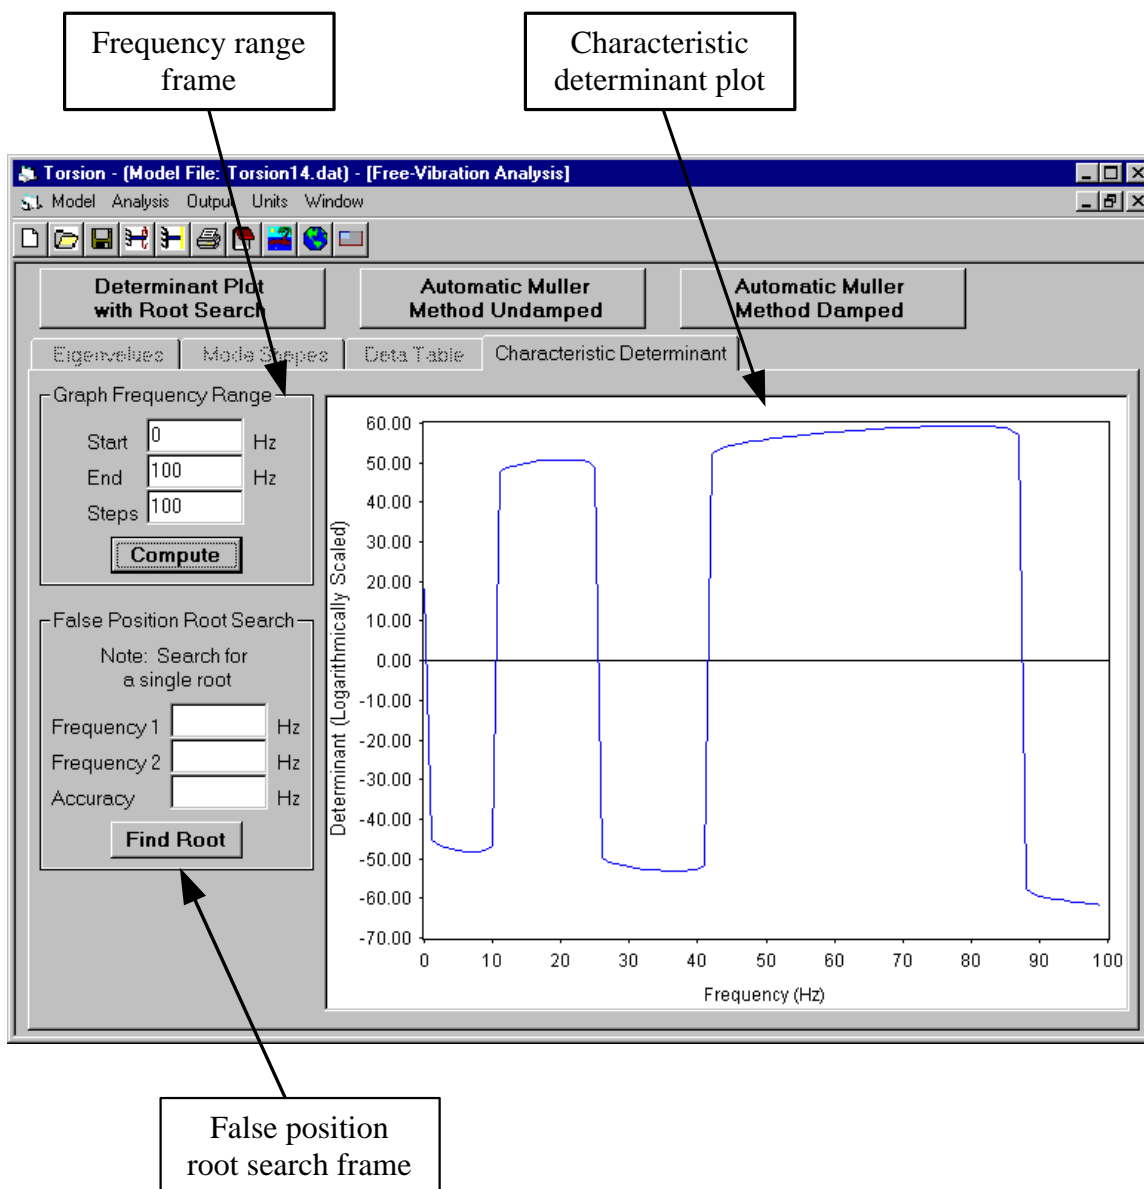 Frequency range
frame
Characteristic
determinant plot
Torsion - (Model File: Torsion14.dat) - [Free-Vibration Analysis]
Model Analysis Output Units Window
Determinant Plot
with Root Search
Automatic Muller
Method Undamped
Automatic Muller
Method Damped
Eigenvalues
Mode Shapes
Data Table
Characteristic Determinant
Graph Frequency Range
Start 0 Hz
End 100 Hz
Steps 100
Compute
False Position Root Search
Note: Search for
a single root
Frequency 1 Hz
Frequency 2 Hz
Accuracy Hz
Find Root
Determinant (Logarithmically Scaled)
60.00
50.00
40.00
30.00
20.00
10.00
0.00
-10.00
-20.00
-30.00
-40.00
-50.00
-60.00
-70.00
0 10 20 30 40 50 60 70 80 90 100
Frequency (Hz)
False position
root search frame